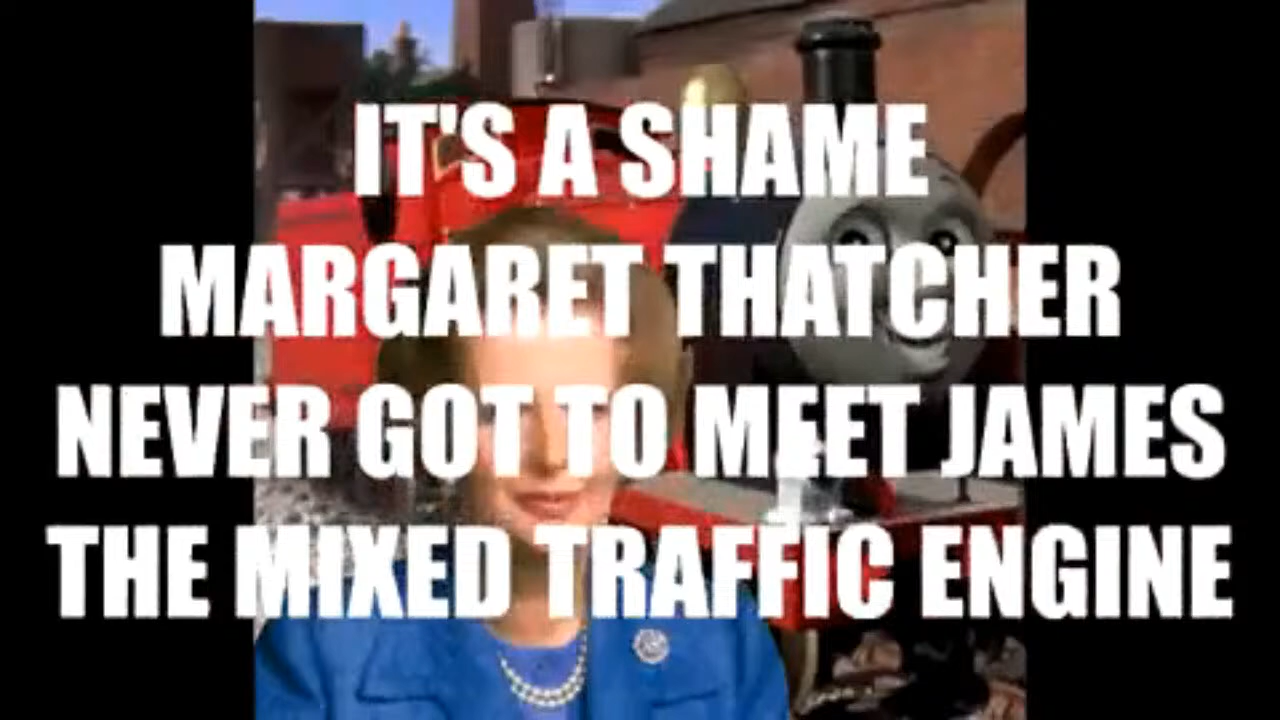 IT'S A SHAME
MARGARET THATCHER
NEVER GOT TO MEET JAMES
THE MIXED TRAFFIC ENGINE